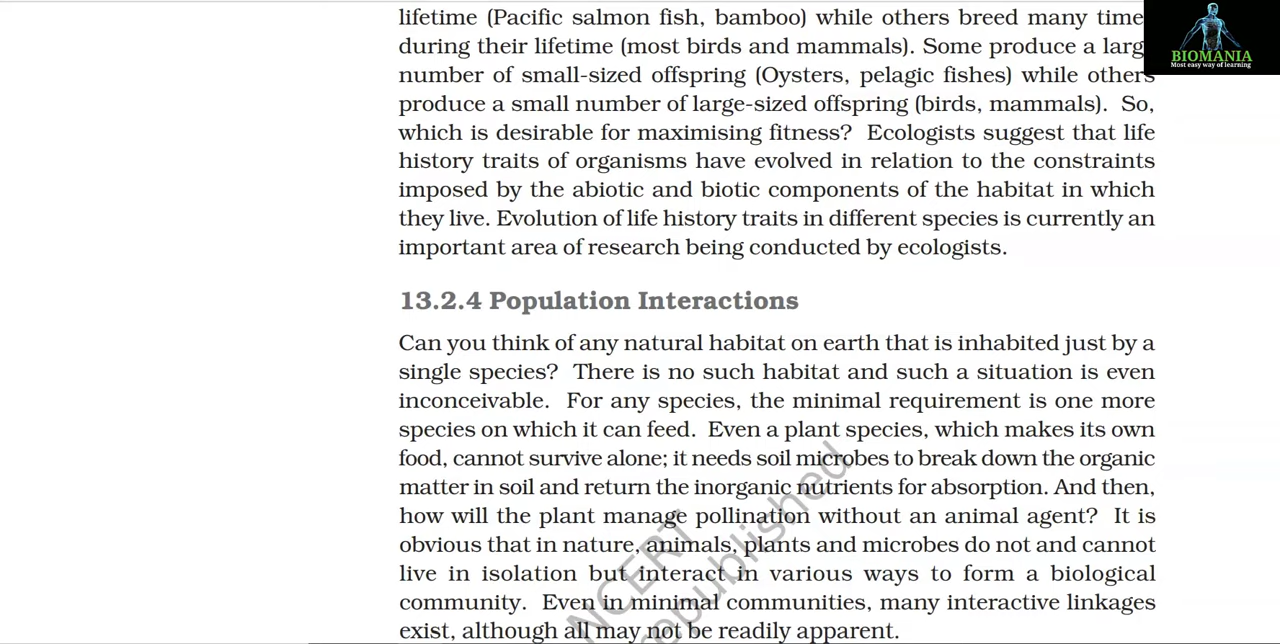 lifetime (Pacific salmon fish, bamboo) while others breed many time
during their lifetime (most birds and mammals). Some produce a larg
number of small-sized offspring (Oysters, pelagic fishes) while others
produce a small number of large-sized offspring (birds, mammals). So,
which is desirable for maximising fitness? Ecologists suggest that life
history traits of organisms have evolved in relation to the constraints
imposed by the abiotic and biotic components of the habitat in which
they live. Evolution of life history traits in different species is currently an
important area of research being conducted by ecologists.
BIOMANIA
Most easy way of learning
13.2.4 Population Interactions
Can you think of any natural habitat on earth that is inhabited just by a
single species? There is no such habitat and such a situation is even
inconceivable. For any species, the minimal requirement is one more
species on which it can feed. Even a plant species, which makes its own
food, cannot survive alone; it needs soil microbes to break down the organic
matter in soil and return the inorganic nutrients for absorption. And then,
how will the plant manage pollination without an animal agent? It is
obvious that in nature, animals, plants and microbes do not and cannot
live in isolation but interact in various ways to form a biological
community. Even in minimal communities, many interactive linkages
exist, although all may not be readily apparent.
NCERT
republished